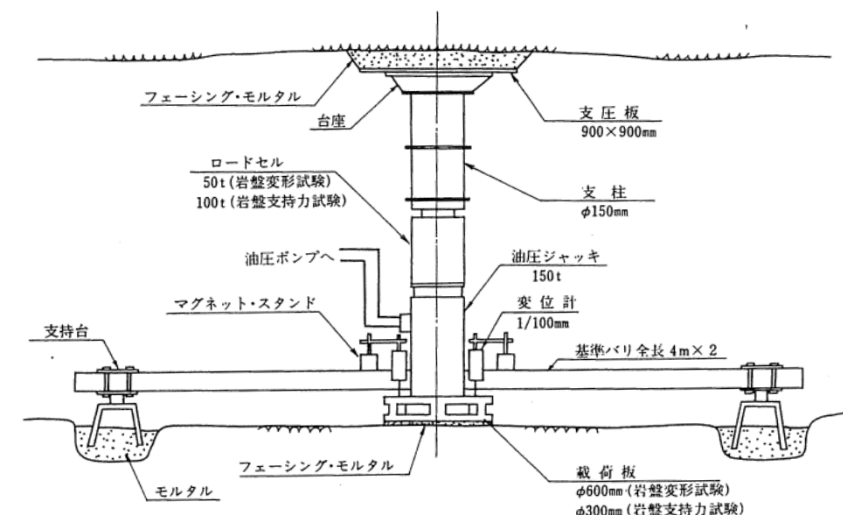 フェーシング・モルタル
台座
支圧板
900×900mm
ロードセル
50t(岩盤変形試験)
100t(岩盤支持力試験)
支柱
φ150mm
油圧ポンプへ
油圧ジャッキ
150t
マグネット・スタンド
変位計
1/100mm
支持台
基準バリ全長4m×2
フェーシング・モルタル
モルタル
載荷板
φ600mm(岩盤変形試験)
φ300mm(岩盤支持力試験)